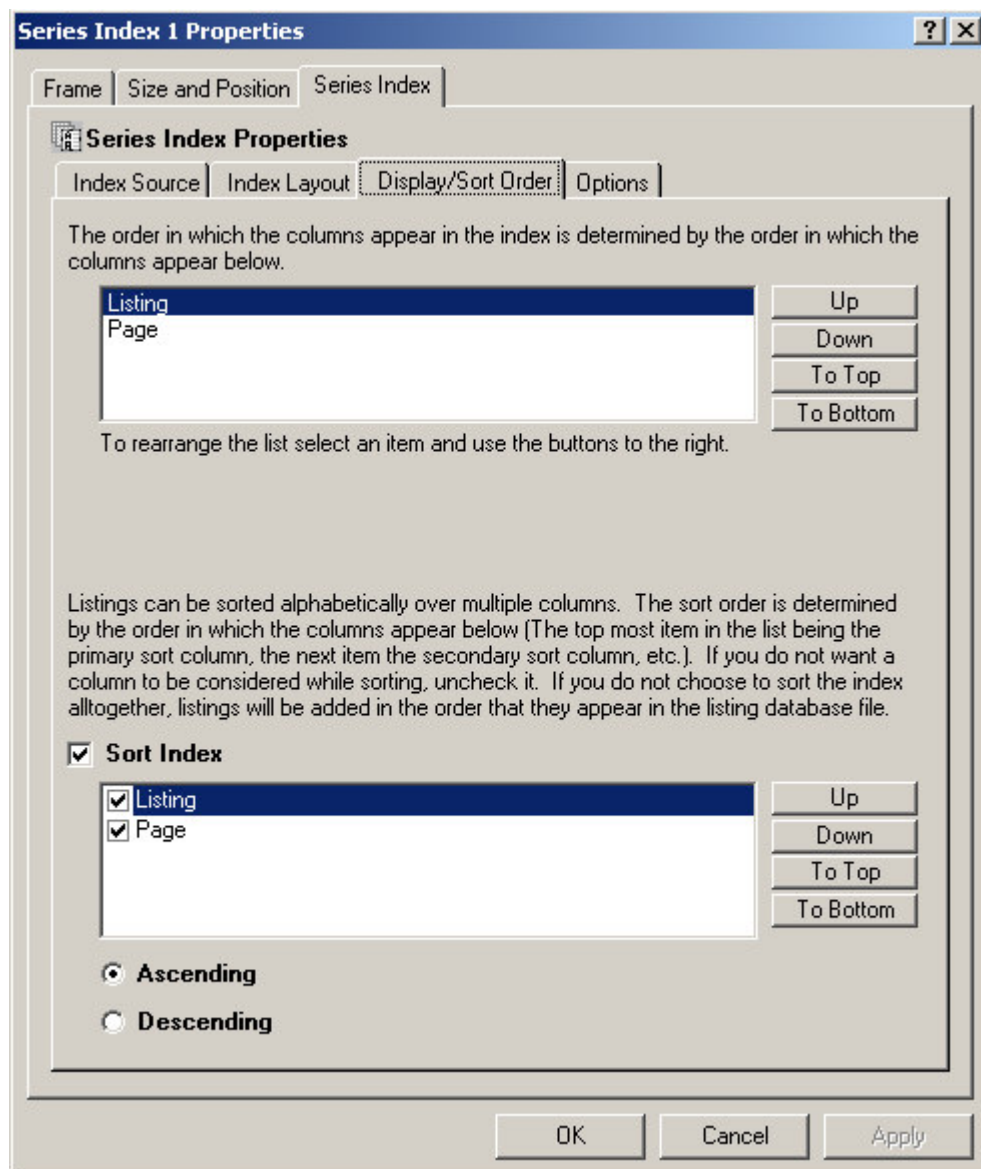 Series Index 1 Properties
Frame
Size and Position
Series Index
Series Index Properties
Index Source
Index Layout
Display/Sort Order
Options
The order in which the columns appear in the index is determined by the order in which the
columns appear below.
Listing
Page
Up
Down
To Top
To Bottom
To rearrange the list select an item and use the buttons to the right.
Listings can be sorted alphabetically over multiple columns.  The sort order is determined
by the order in which the columns appear below (The top most item in the list being the
primary sort column, the next item the secondary sort column, etc.).  If you do not want a
column to be considered while sorting, uncheck it.  If you do not choose to sort the index
alltogether, listings will be added in the order that they appear in the listing database file.
Sort Index
Listing
Page
Up
Down
To Top
To Bottom
Ascending
Descending
OK
Cancel
Apply